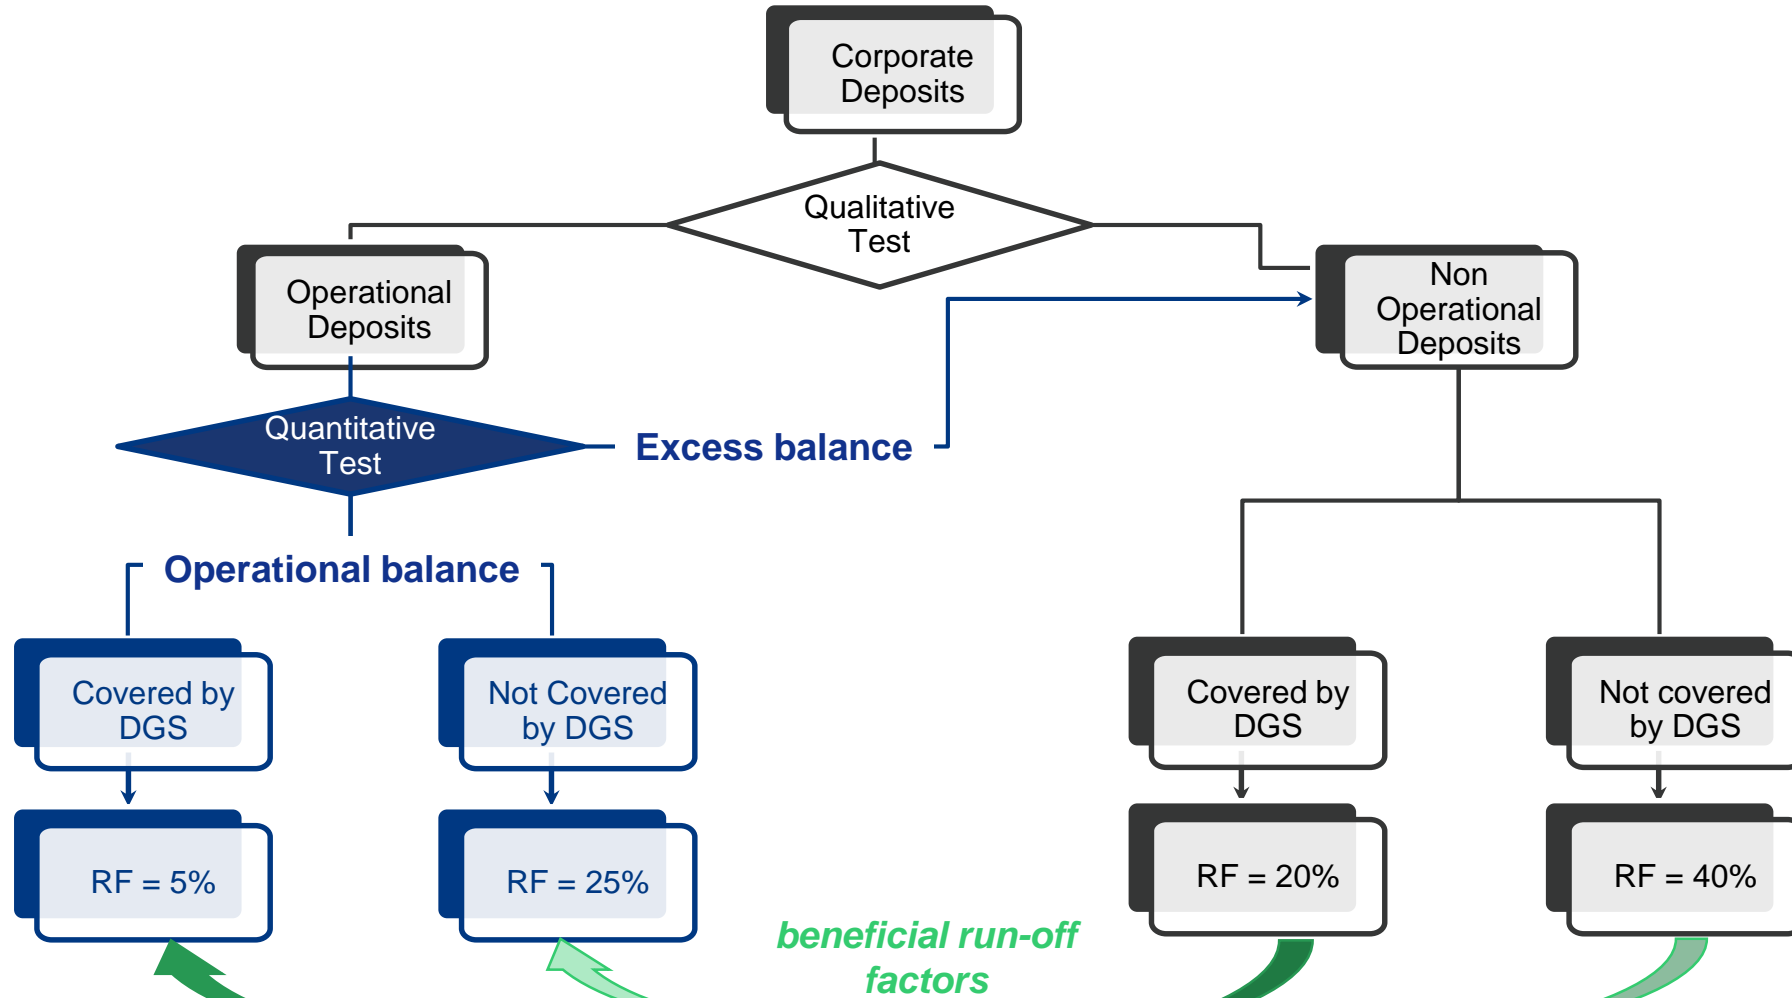 Corporate
Deposits
Qualitative
Test
Operational
Deposits
Non
Operational
Deposits
Quantitative
Test
Excess balance
Operational balance
Covered by
DGS
Not Covered
by DGS
Covered by
DGS
Not covered
by DGS
RF = 5%
RF = 25%
RF = 20%
RF = 40%
beneficial run-off
factors